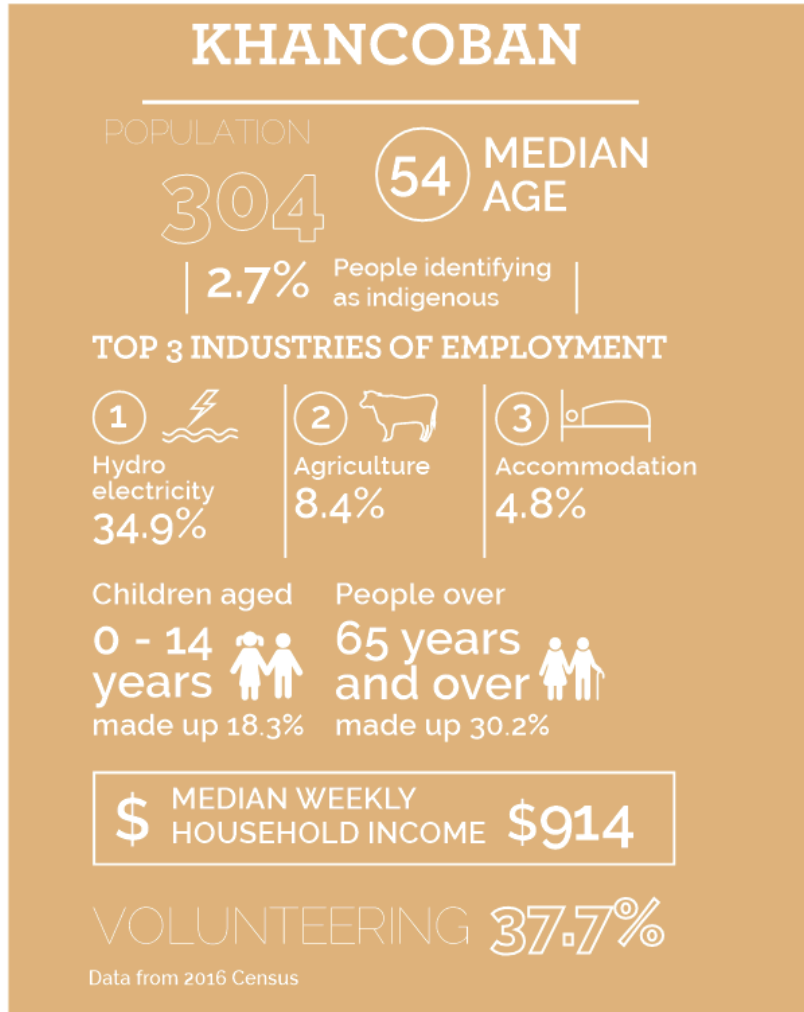 KHANCOBAN
POPULATION
304
54
MEDIAN
AGE
2.7%
People identifying
as indigenous
TOP 3 INDUSTRIES OF EMPLOYMENT
1
Hydro
electricity
34.9%
2
Agriculture
8.4%
3
Accommodation
4.8%
Children aged
0 - 14
years
made up 18.3%
People over
65 years
and over
made up 30.2%
$
MEDIAN WEEKLY
HOUSEHOLD INCOME
$914
VOLUNTEERING 37.7%
Data from 2016 Census